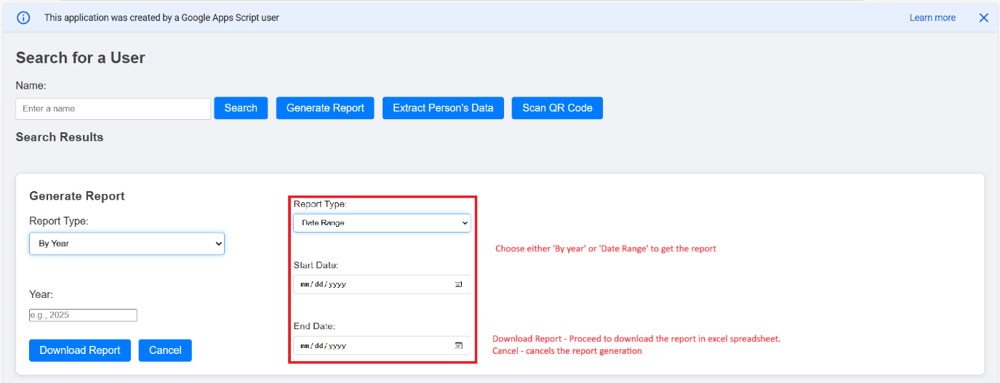 This application was created by a Google Apps Script user
Learn more
Search for a User
Name:
Enter a name
Search
Generate Report
Extract Person's Data
Scan QR Code
Search Results
Generate Report
Report Type:
By Year
Year:
e.g., 2025
Download Report
Cancel
Report Type:
Date Range
Start Date:
mm/dd/yyyy
End Date:
mm/dd/yyyy
Choose either 'By year' or 'Date Range' to get the report
Download Report - Proceed to download the report in excel spreadsheet.
Cancel - cancels the report generation